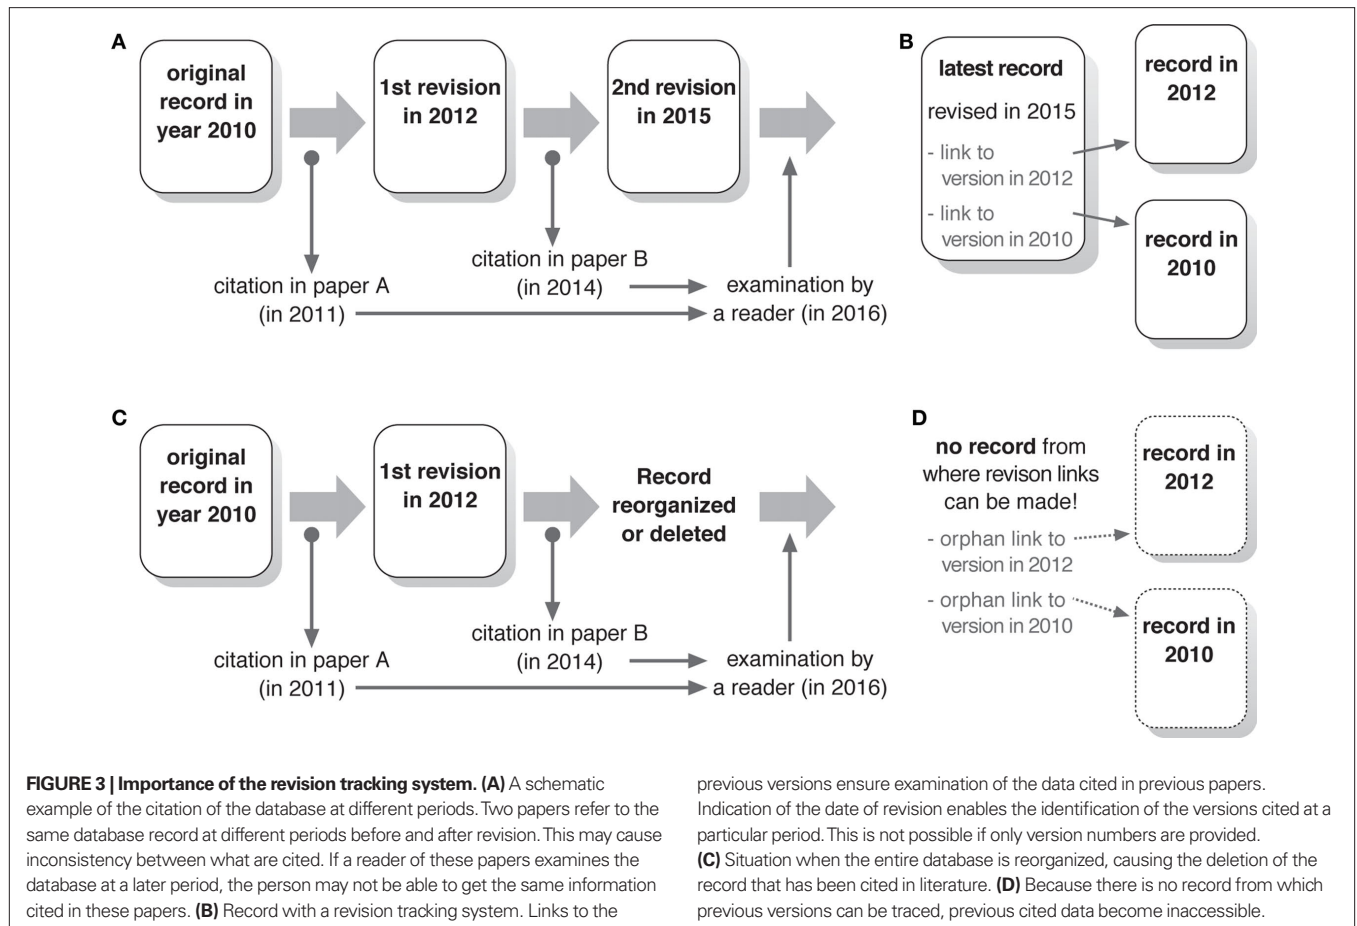 A
original
record in
year 2010
1st revision
in 2012
2nd revision
in 2015
citation in paper A
(in 2011)
citation in paper B
(in 2014)
examination by
a reader (in 2016)
B
latest record
revised in 2015
- link to
version in 2012
- link to
version in 2010
record in
2012
record in
2010
C
original
record in
year 2010
1st revision
in 2012
Record
reorganized
or deleted
citation in paper A
(in 2011)
citation in paper B
(in 2014)
examination by
a reader (in 2016)
D
no record from
where revison links
can be made!
- orphan link to
version in 2012
- orphan link to
version in 2010
record in
2012
record in
2010
FIGURE 3 | Importance of the revision tracking system. (A) A schematic
example of the citation of the database at different periods. Two papers refer to the
same database record at different periods before and after revision. This may cause
inconsistency between what are cited. If a reader of these papers examines the
database at a later period, the person may not be able to get the same information
cited in these papers. (B) Record with a revision tracking system. Links to the
previous versions ensure examination of the data cited in previous papers.
Indication of the date of revision enables the identification of the versions cited at a
particular period. This is not possible if only version numbers are provided.
(C) Situation when the entire database is reorganized, causing the deletion of the
record that has been cited in literature. (D) Because there is no record from which
previous versions can be traced, previous cited data become inaccessible.